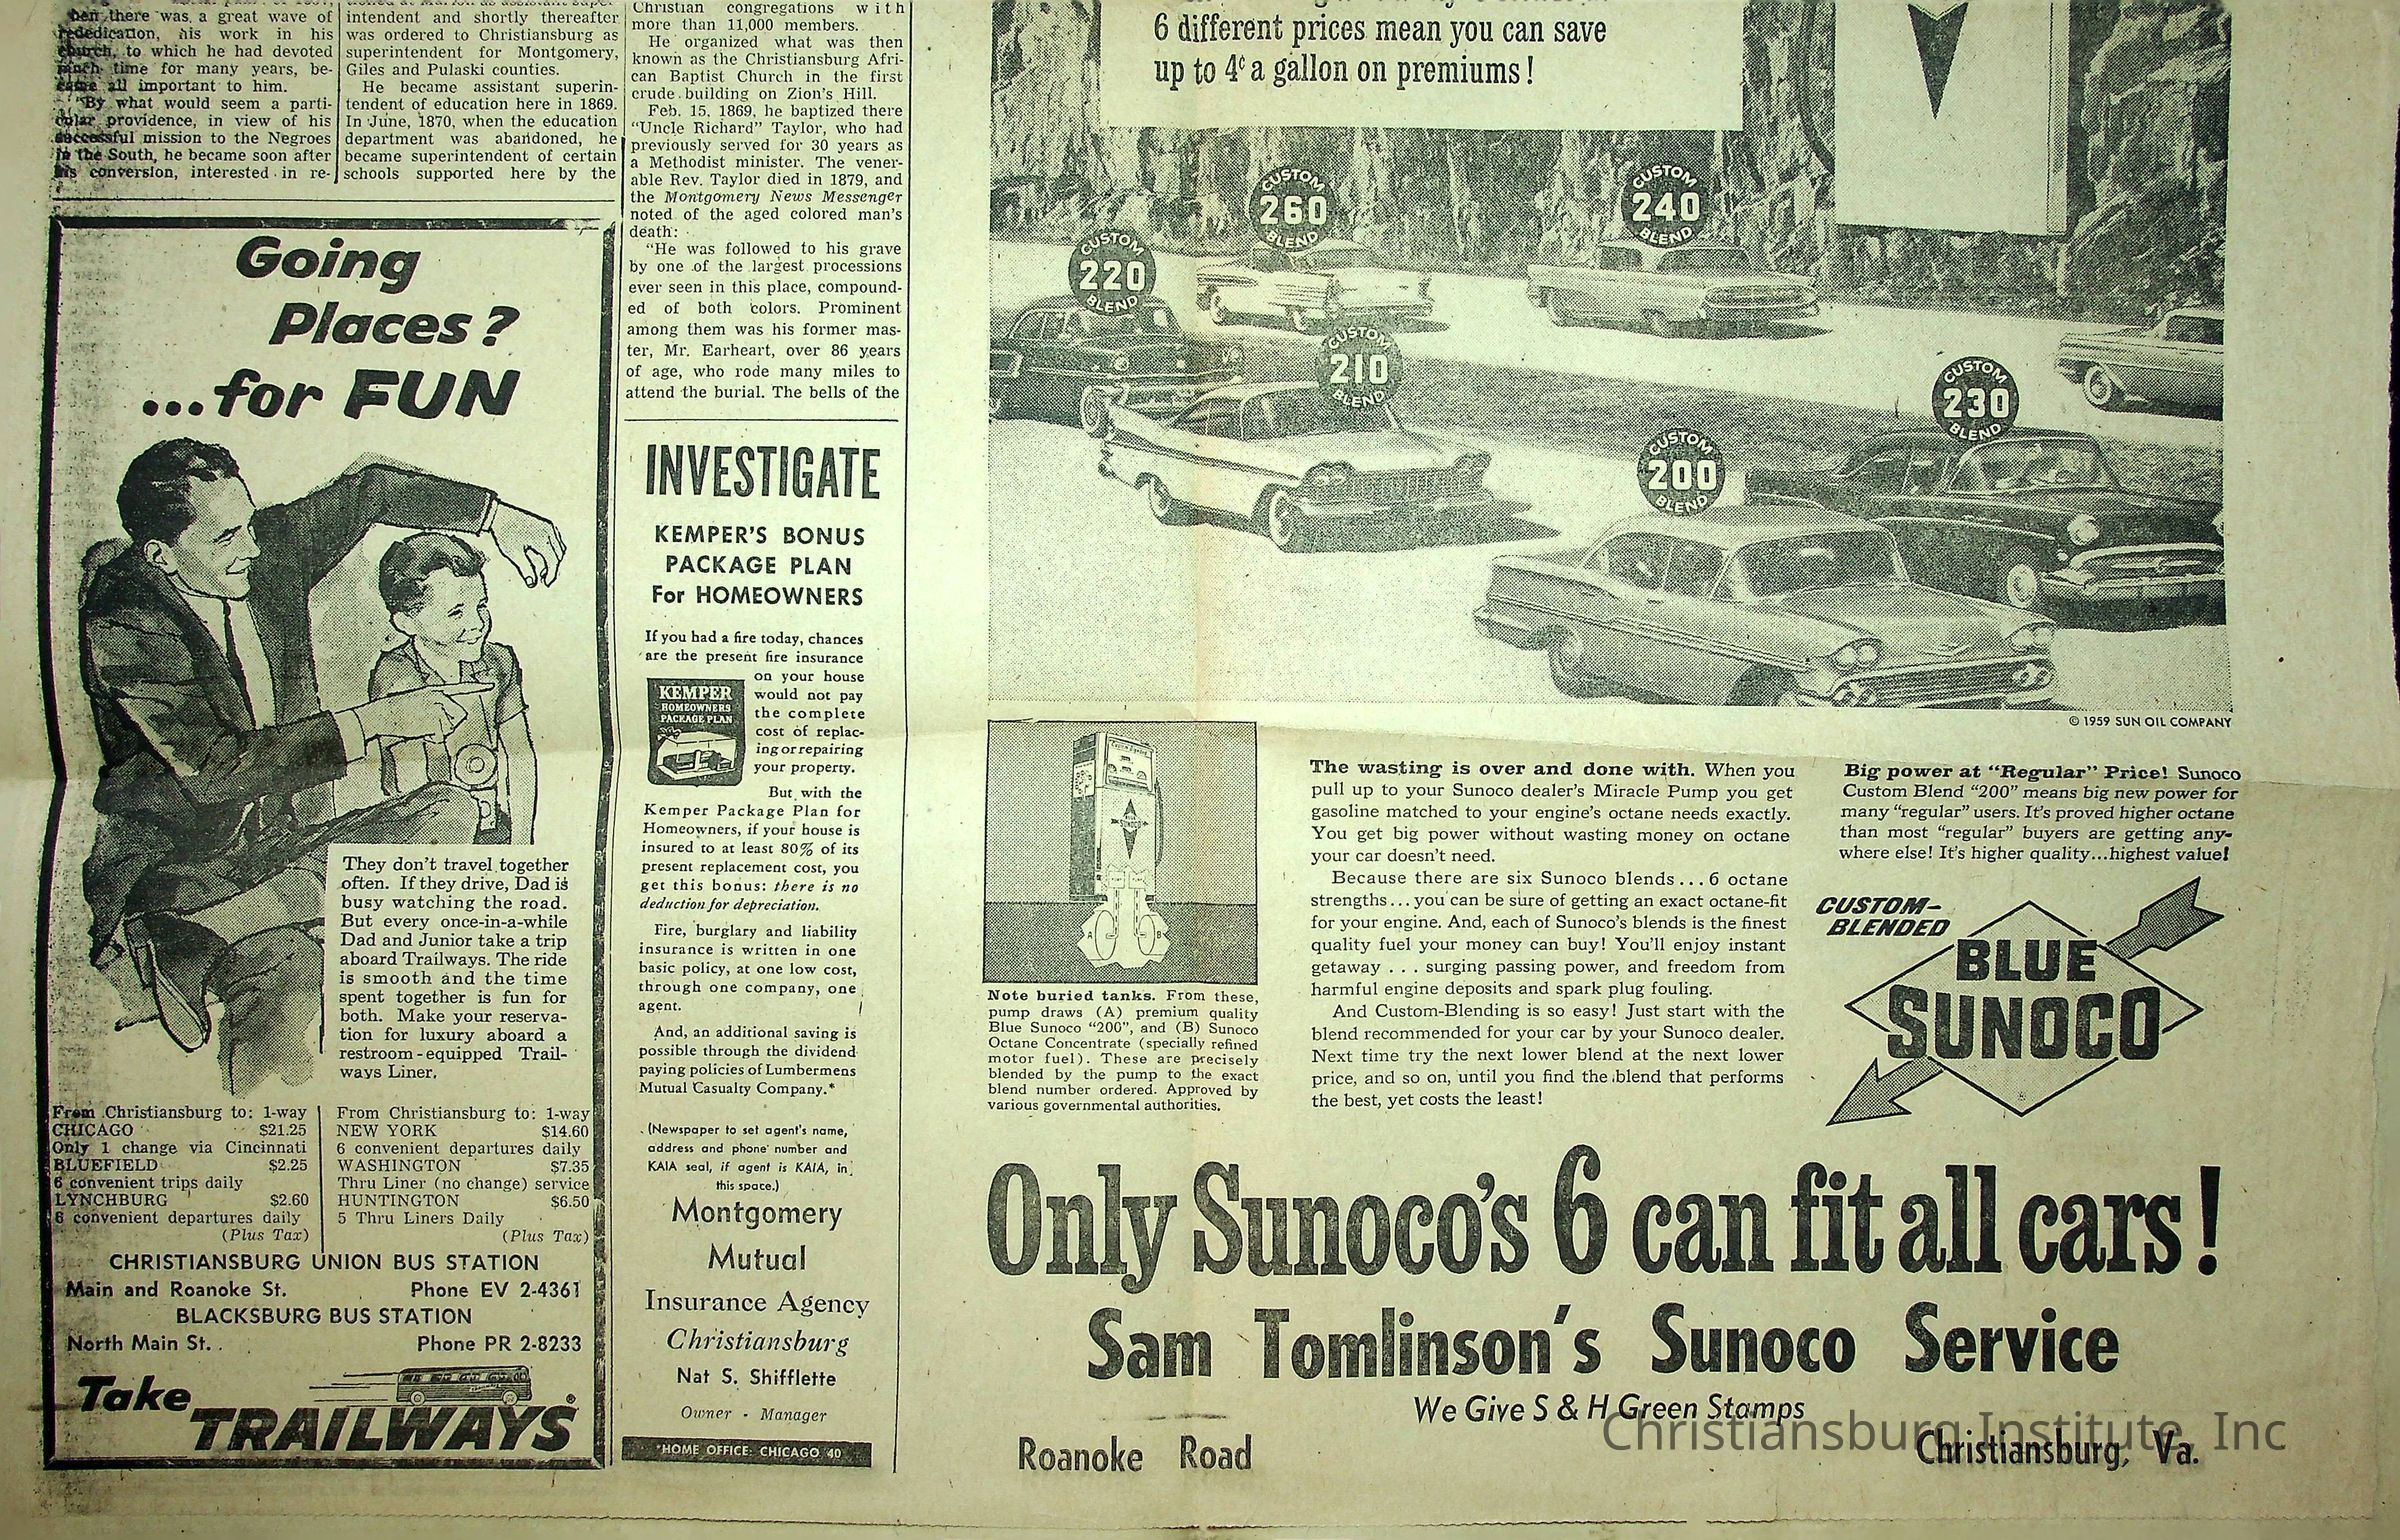 then there was a great wave of
rededication, his work in his
church, to which he had devoted
much time for many years, be-
came all important to him.
"By what would seem a parti-
cular providence, in view of his
successful mission to the Negroes
in the South, he became soon after
his conversion, interested in re-
intendent and shortly thereafter
was ordered to Christiansburg as
superintendent for Montgomery,
Giles and Pulaski counties.
He became assistant superin-
tendent of education here in 1869.
In June, 1870, when the education
department was abandoned, he
became superintendent of certain
schools supported here by the
Christian congregations with
more than 11,000 members.
He organized what was then
known as the Christiansburg Afri-
can Baptist Church in the first
crude building on Zion's Hill.
Feb. 15, 1869, he baptized there
"Uncle Richard" Taylor, who had
previously served for 30 years as
a Methodist minister. The vener-
able Rev. Taylor died in 1879, and
the Montgomery News Messenger
noted of the aged colored man's
death:
"He was followed to his grave
by one of the largest processions
ever seen in this place, compound-
ed of both colors. Prominent
among them was his former mas-
ter, Mr. Earheart, over 86 years
of age, who rode many miles to
attend the burial. The bells of the
Going
Places?
...for FUN
They don't travel together
often. If they drive, Dad is
busy watching the road.
But every once-in-a-while
Dad and Junior take a trip
aboard Trailways. The ride
is smooth and the time
spent together is fun for
both. Make your reserva-
tion for luxury aboard a
restroom-equipped Trail-
ways Liner.
From Christiansburg to: 1-way
CHICAGO $21.25
Only 1 change via Cincinnati
BLUEFIELD $2.25
6 convenient trips daily
LYNCHBURG $2.60
6 convenient departures daily
(Plus Tax)
From Christiansburg to: 1-way
NEW YORK $14.60
6 convenient departures daily
WASHINGTON $7.35
Thru Liner (no change) service
HUNTINGTON $6.50
5 Thru Liners Daily
(Plus Tax)
CHRISTIANSBURG UNION BUS STATION
Main and Roanoke St. Phone EV 2-4361
BLACKSBURG BUS STATION
North Main St. Phone PR 2-8233
Take
TRAILWAYS®
INVESTIGATE
KEMPER'S BONUS
PACKAGE PLAN
For HOMEOWNERS
If you had a fire today, chances
are the present fire insurance
on your house
would not pay
the complete
cost of replac-
ing or repairing
your property.
KEMPER
HOMEOWNERS
PACKAGE PLAN
But with the
Kemper Package Plan for
Homeowners, if your house is
insured to at least 80% of its
present replacement cost, you
get this bonus: there is no
deduction for depreciation.
Fire, burglary and liability
insurance is written in one
basic policy, at one low cost,
through one company, one
agent.
And, an additional saving is
possible through the dividend
paying policies of Lumbermens
Mutual Casualty Company.*
(Newspaper to set agent's name,
address and phone number and
KAIA seal, if agent is KAIA, in
this space.)
Montgomery
Mutual
Insurance Agency
Christiansburg
Nat S. Shifflette
Owner - Manager
*HOME OFFICE: CHICAGO 40
6 different prices mean you can save
up to 4¢ a gallon on premiums!
CUSTOM
260
BLEND
CUSTOM
240
BLEND
CUSTOM
220
BLEND
CUSTOM
210
BLEND
CUSTOM
230
BLEND
CUSTOM
200
BLEND
© 1959 SUN OIL COMPANY
SUNOCO
A
B
Note buried tanks. From these,
pump draws (A) premium quality
Blue Sunoco "200", and (B) Sunoco
Octane Concentrate (specially refined
motor fuel). These are precisely
blended by the pump to the exact
blend number ordered. Approved by
various governmental authorities.
The wasting is over and done with. When you
pull up to your Sunoco dealer's Miracle Pump you get
gasoline matched to your engine's octane needs exactly.
You get big power without wasting money on octane
your car doesn't need.
Because there are six Sunoco blends...6 octane
strengths...you can be sure of getting an exact octane-fit
for your engine. And, each of Sunoco's blends is the finest
quality fuel your money can buy! You'll enjoy instant
getaway . . . surging passing power, and freedom from
harmful engine deposits and spark plug fouling.
And Custom-Blending is so easy! Just start with the
blend recommended for your car by your Sunoco dealer.
Next time try the next lower blend at the next lower
price, and so on, until you find the blend that performs
the best, yet costs the least!
Big power at "Regular" Price! Sunoco
Custom Blend "200" means big new power for
many "regular" users. It's proved higher octane
than most "regular" buyers are getting any-
where else! It's higher quality...highest value!
CUSTOM-
BLENDED
BLUE
SUNOCO
®
Only Sunoco's 6 can fit all cars!
Sam Tomlinson's Sunoco Service
We Give S & H Green Stamps
Roanoke Road Christiansburg, Va.
Christiansburg Institute, Inc